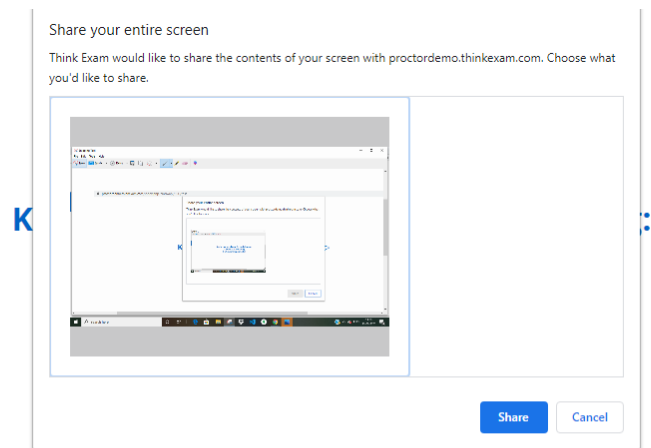 Share your entire screen
Think Exam would like to share the contents of your screen with proctordemo.thinkexam.com. Choose what
you'd like to share.
K
:
Share
Cancel